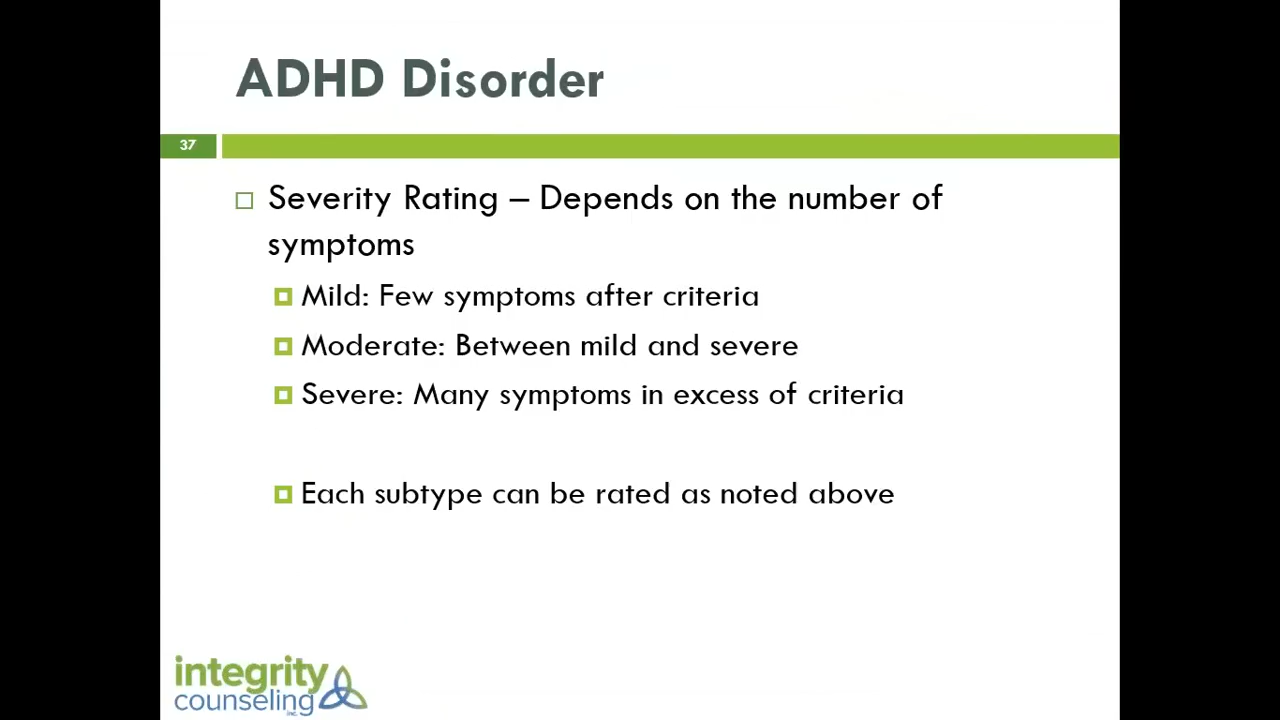 ADHD Disorder
37
Severity Rating – Depends on the number of
symptoms
Mild: Few symptoms after criteria
Moderate: Between mild and severe
Severe: Many symptoms in excess of criteria
Each subtype can be rated as noted above
integrity
counseling
inc.